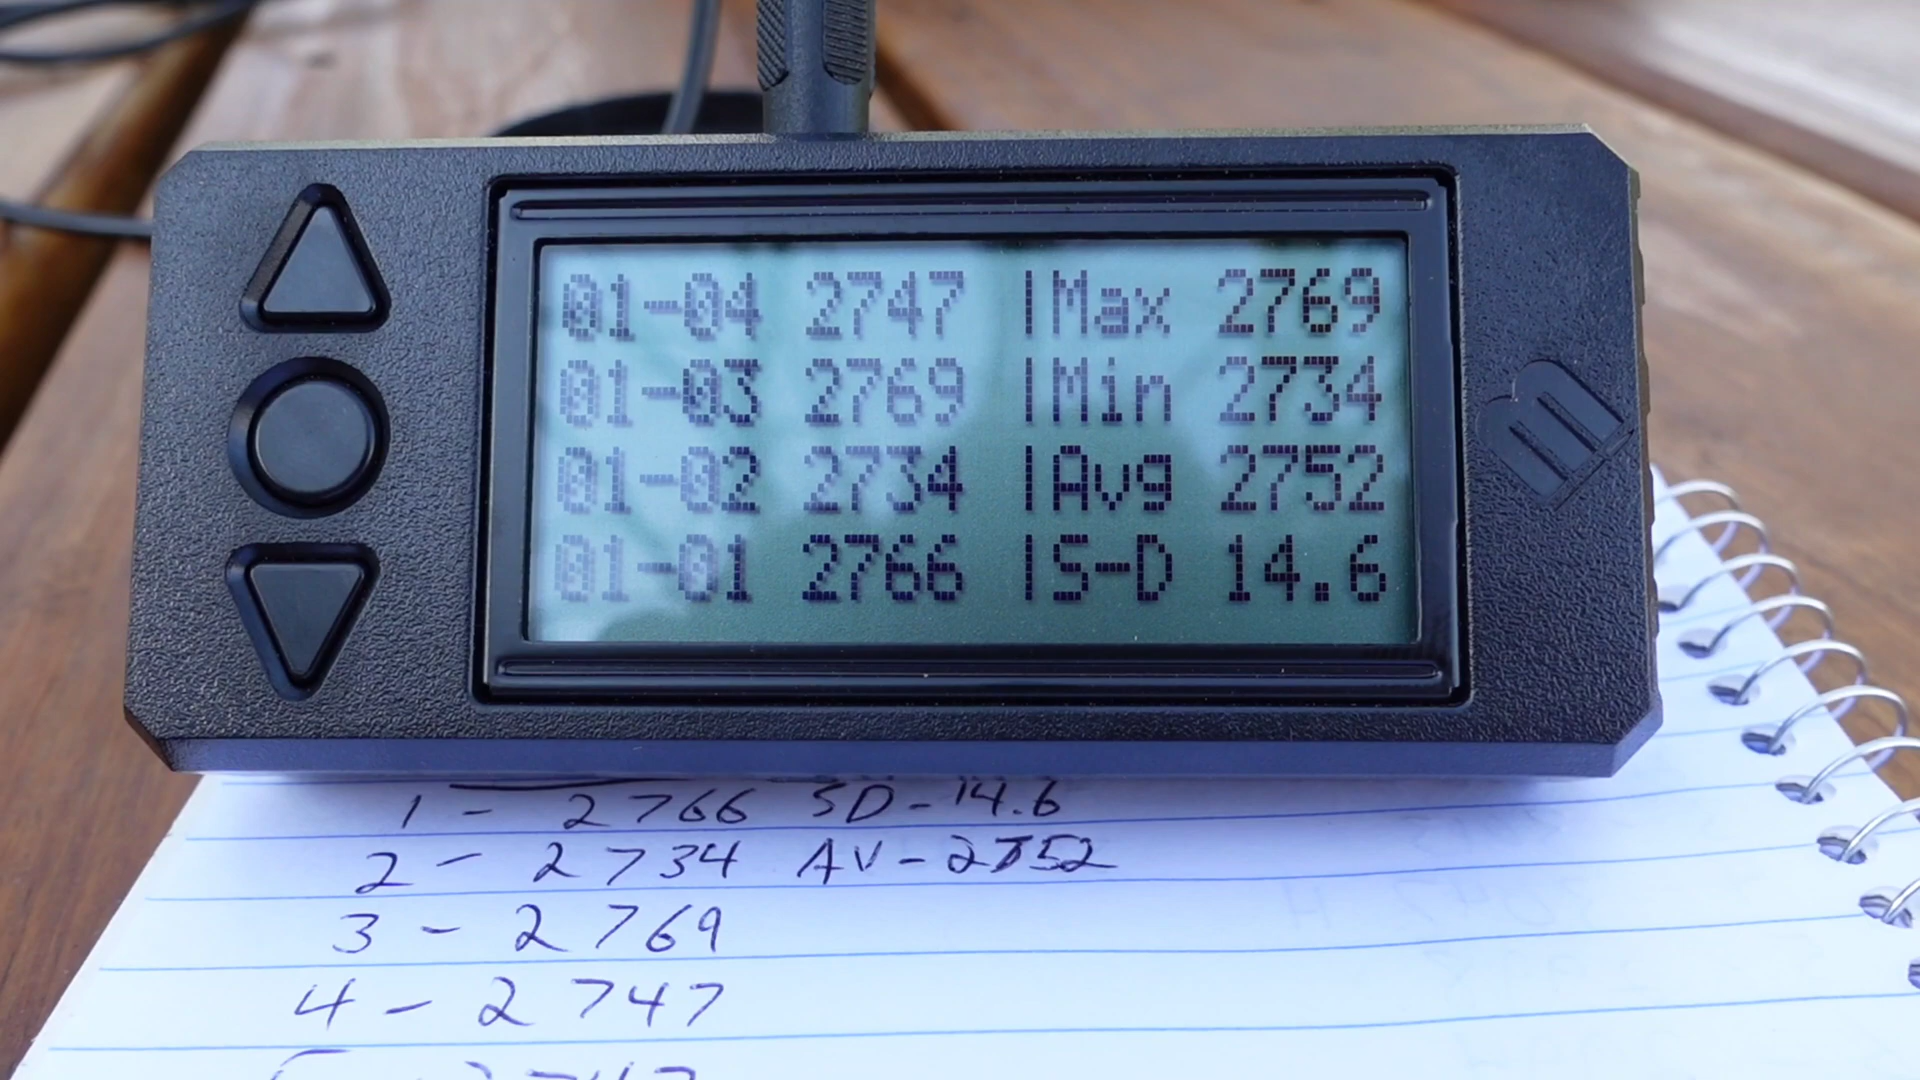 01-04 2747 |Max 2769
01-03 2769 |Min 2734
01-02 2734 |Avg 2752
01-01 2766 |S-D 14.6
1 - 2766 SD-14.6
2 - 2734 AV-2752
3 - 2769
4 - 2747